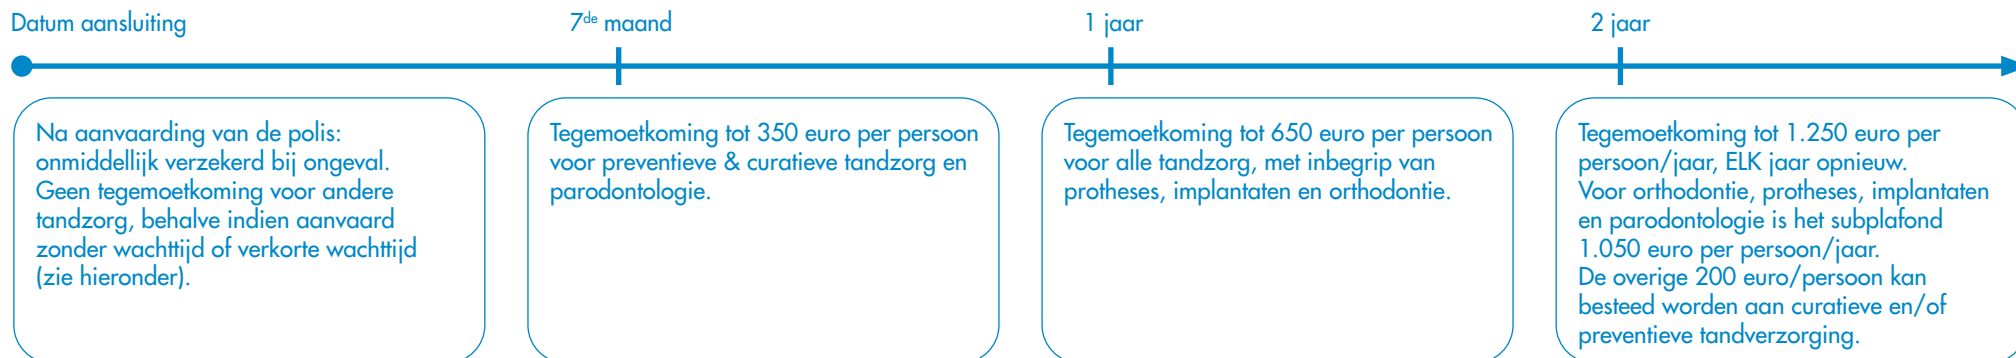 Datum aansluiting
7de maand
1 jaar
2 jaar
Na aanvaarding van de polis:
onmiddellijk verzekerd bij ongeval.
Geen tegemoetkoming voor andere
tandzorg, behalve indien aanvaard
zonder wachttijd of verkorte wachttijd
(zie hieronder).
Tegemoetkoming tot 350 euro per persoon
voor preventieve & curatieve tandzorg en
parodontologie.
Tegemoetkoming tot 650 euro per persoon
voor alle tandzorg, met inbegrip van
protheses, implantaten en orthodontie.
Tegemoetkoming tot 1.250 euro per
persoon/jaar, ELK jaar opnieuw.
Voor orthodontie, protheses, implantaten
en parodontologie is het subplafond
1.050 euro per persoon/jaar.
De overige 200 euro/persoon kan
besteed worden aan curatieve en/of
preventieve tandverzorging.